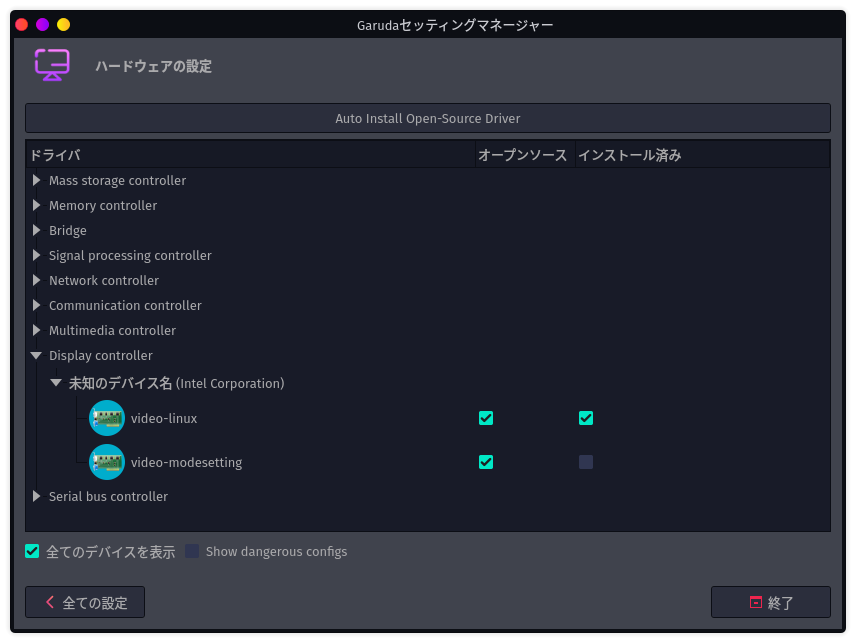 Garudaセッティングマネージャー
ハードウェアの設定
Auto Install Open-Source Driver
ドライバ オープンソース インストール済み
Mass storage controller
Memory controller
Bridge
Signal processing controller
Network controller
Communication controller
Multimedia controller
Display controller
未知のデバイス名 (Intel Corporation)
video-linux
video-modesetting
Serial bus controller
全てのデバイスを表示 Show dangerous configs
全ての設定 終了